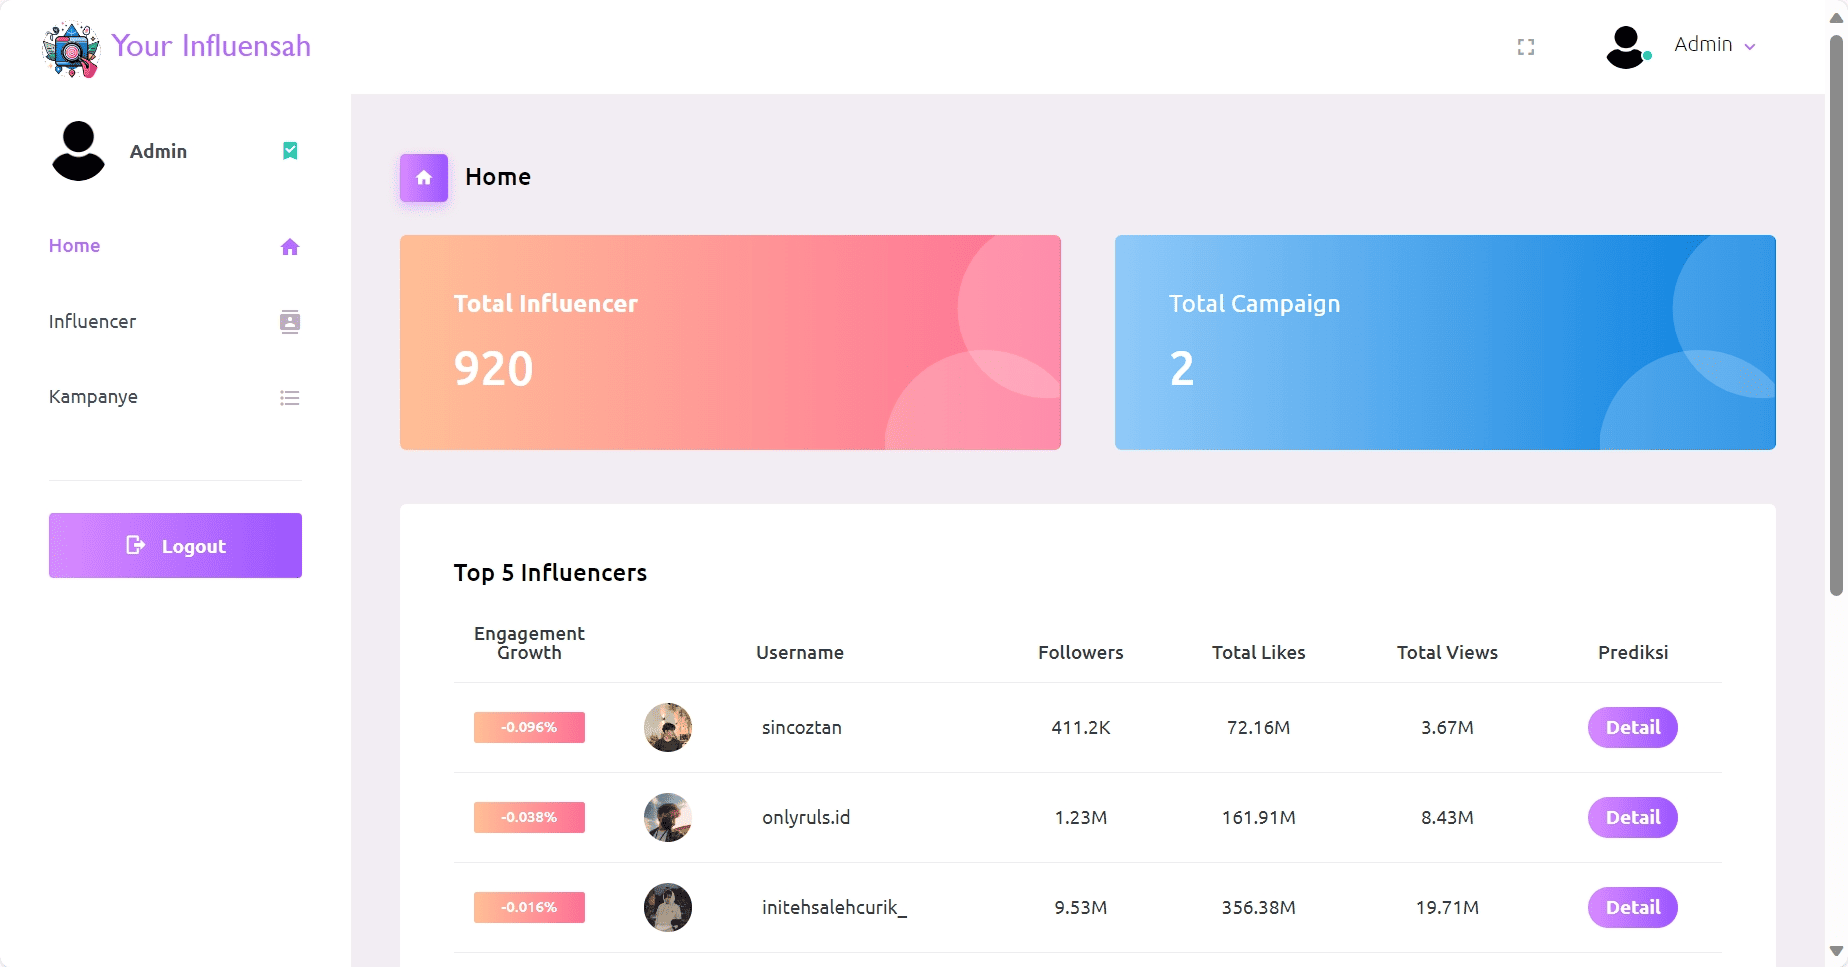 Your Influensah
Admin
Admin
Home
Influencer
Kampanye
Logout
Home
Total Influencer
920
Total Campaign
2
Top 5 Influencers
Engagement
Growth
Username
Followers
Total Likes
Total Views
Prediksi
-0.096%
sincoztan
411.2K
72.16M
3.67M
Detail
-0.038%
onlyruls.id
1.23M
161.91M
8.43M
Detail
-0.016%
initehsalehcurik_
9.53M
356.38M
19.71M
Detail